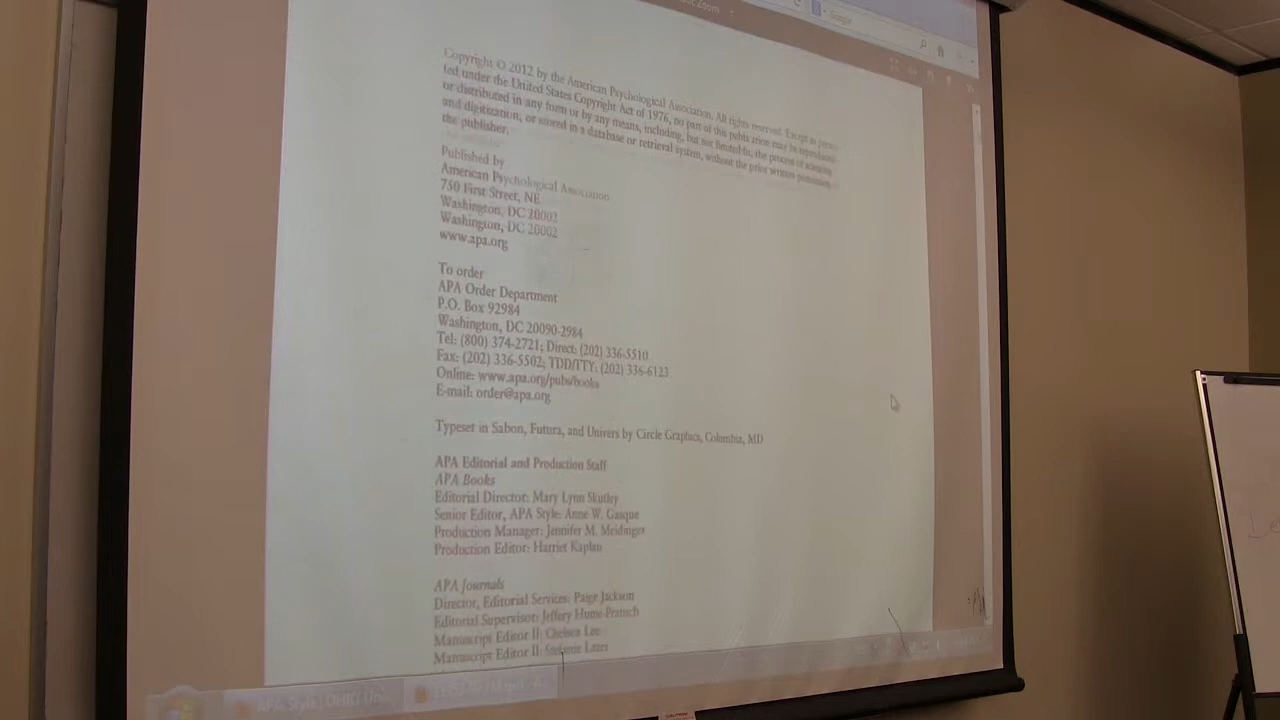 Google
Copyright © 2012 by the American Psychological Association. All rights reserved. Except as
ted under the United States Copyright Act of 1976, no part of this publication may be reproduced
or distributed in any form or by any means, including, but not limited to, the process of scanning
and digitization, or stored in a database or retrieval system, without the prior written permission
the publisher.
Published by
American Psychological Association
750 First Street, NE
Washington, DC 20002
Washington, DC 20002
www.apa.org
To order
APA Order Department
P.O. Box 92984
Washington, DC 20090-2984
Tel: (800) 374-2721; Direct: (202) 336-5510
Fax: (202) 336-5502; TDD/TTY: (202) 336-6123
Online: www.apa.org/pubs/books
E-mail: order@apa.org
Typeset in Sabon, Futura, and Univers by Circle Graphics, Columbia, MD
APA Editorial and Production Staff
APA Books
Editorial Director: Mary Lynn Skutley
Senior Editor, APA Style: Anne W. Gasque
Production Manager: Jennifer M. Meidinger
Production Editor: Harriet Kaplan
APA Journals
Director, Editorial Services: Paige Jackson
Editorial Supervisor: Jeffery Hume-Pratuch
Manuscript Editor II: Chelsea Lee
Manuscript Editor II: Stefanie Lazer